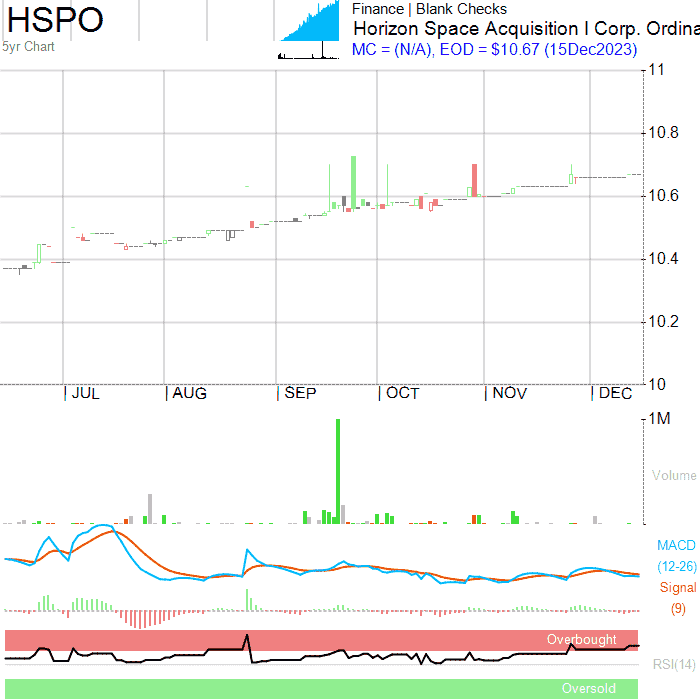 HSPO
5yr Chart
Finance | Blank Checks
Horizon Space Acquisition I Corp. Ordina
MC = (N/A), EOD = $10.67 (15Dec2023)
11
10.8
10.6
10.4
10.2
10
JUL AUG SEP OCT NOV DEC
1M
Volume
MACD
(12-26)
Signal
(9)
Overbought
RSI(14)
Oversold